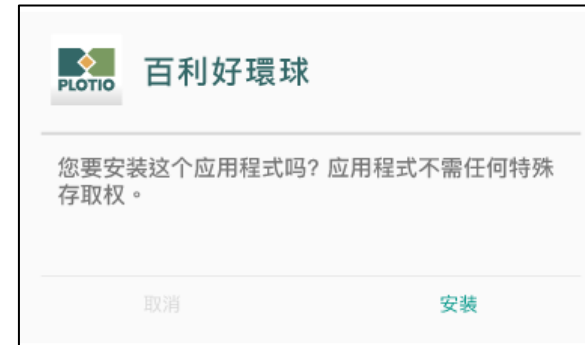 PLOTIO
百利好環球
您要安装这个应用程式吗? 应用程式不需任何特殊
存取权。
取消
安装